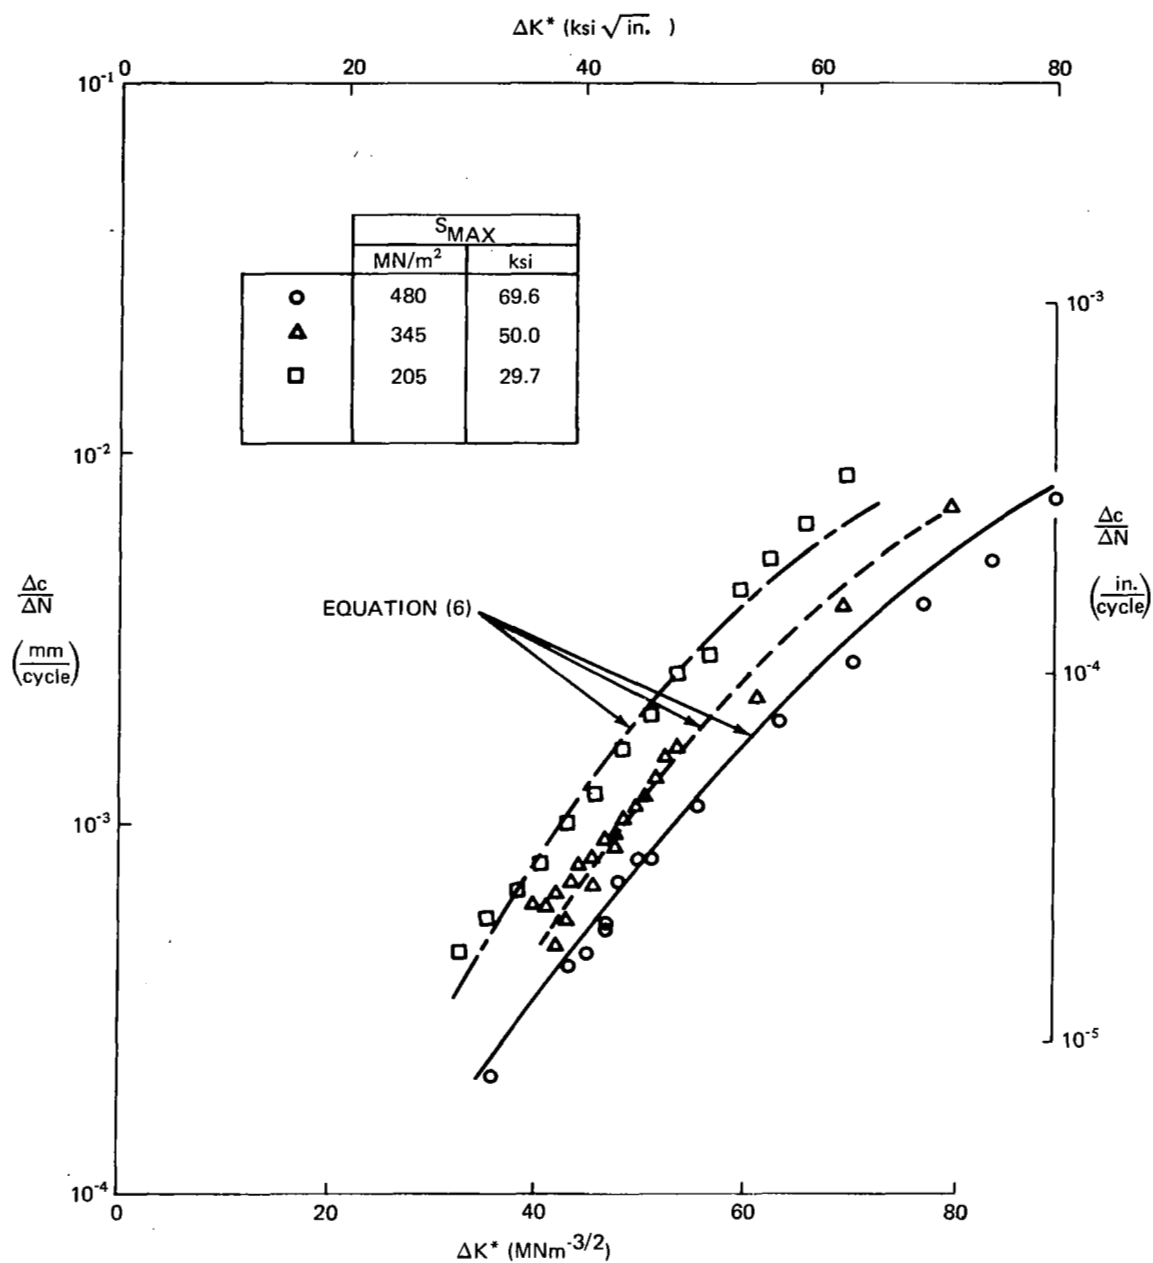 ΔK* (ksi √in. )
0 20 40 60 80
10⁻¹
S_MAX
MN/m² ksi
480 69.6
345 50.0
205 29.7
10⁻³
10⁻²
Δc
ΔN
(in.
cycle)
Δc
ΔN
(mm
cycle)
EQUATION (6)
10⁻⁴
10⁻³
10⁻⁵
10⁻⁴
0 20 40 60 80
ΔK* (MNm⁻³/²)